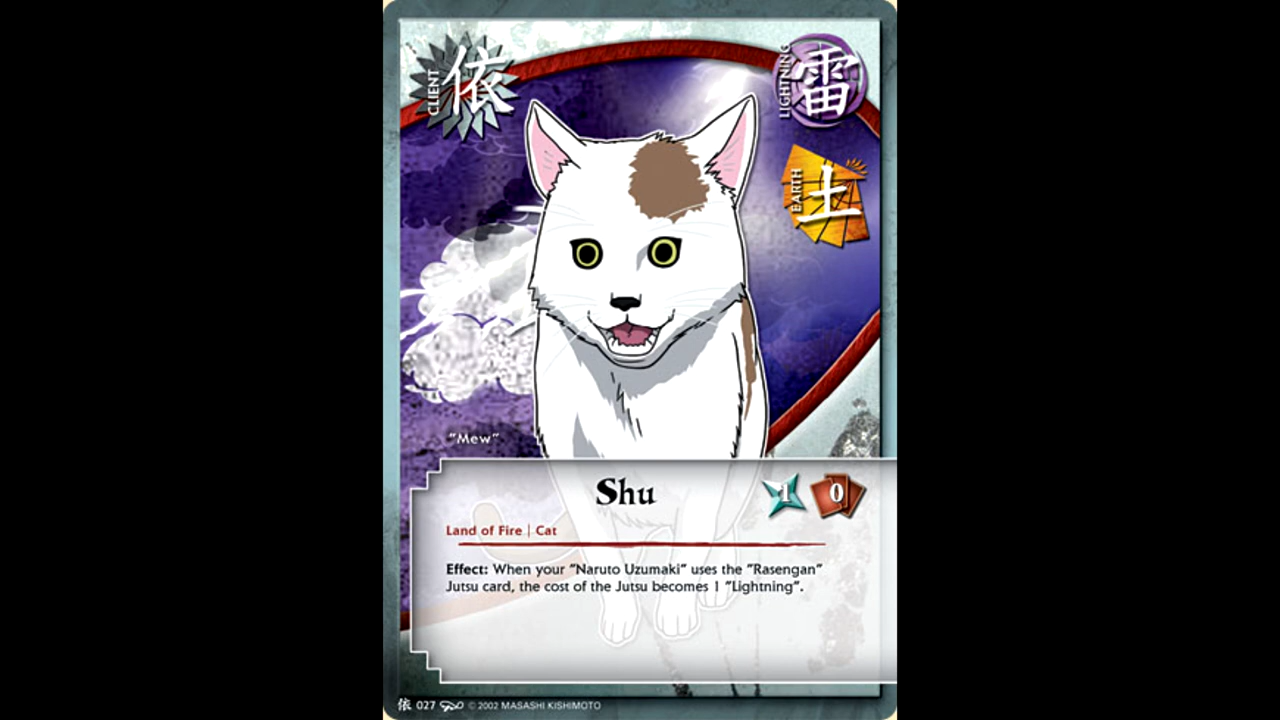 CLIENT 依
LIGHTNING 雷
EARTH 土
"Mew"
Shu
1 0
Land of Fire | Cat
Effect: When your "Naruto Uzumaki" uses the "Rasengan"
Jutsu card, the cost of the Jutsu becomes 1 "Lightning".
依 027 © 2002 MASASHI KISHIMOTO